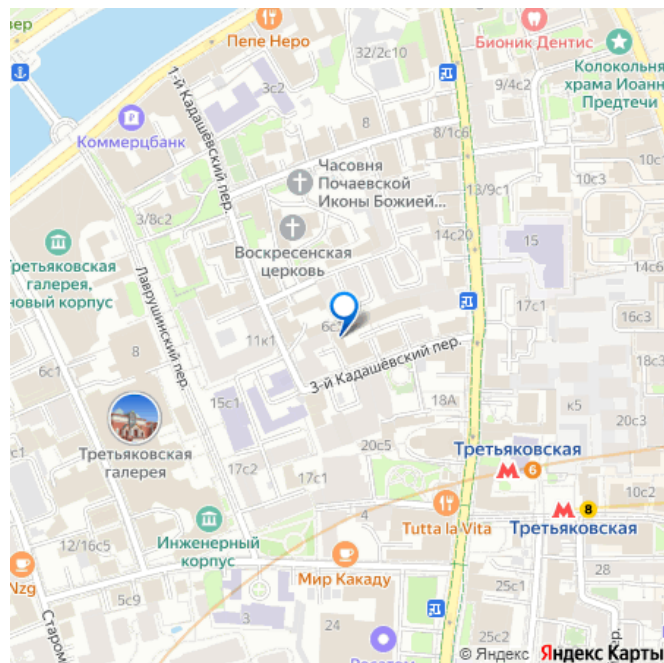 Пепе Неро
32/2с10
Бионик Дентис
Колокольня
храма Иоанн
Предтечи
вер
3с2
9/4с2
1-й Кадашёвский пер.
Коммерцбанк
8
8/1с6
Часовня
Почаевской
Иконы Божией...
10с3
13/9с1
3/8с2
Воскресенская
церковь
14с20
15
Третьяковская
галерея,
новый корпус
14с6
Лаврушинский пер.
6с
17с1
16с3
11к1
8
3-й Кадашёвский пер.
6с1
15с1
18А
к5
20с3
Третьяковская
галерея
20с5
Третьяковская
6
17с2
17с1
10с2
8
Третьяковская
4
Tutta la Vita
12/16с5
Инженерный
корпус
Мир Какаду
Nzg
28
25с1
5с9
3
24
25с2
Старом
пер.
© Яндекс Яндекс Карты